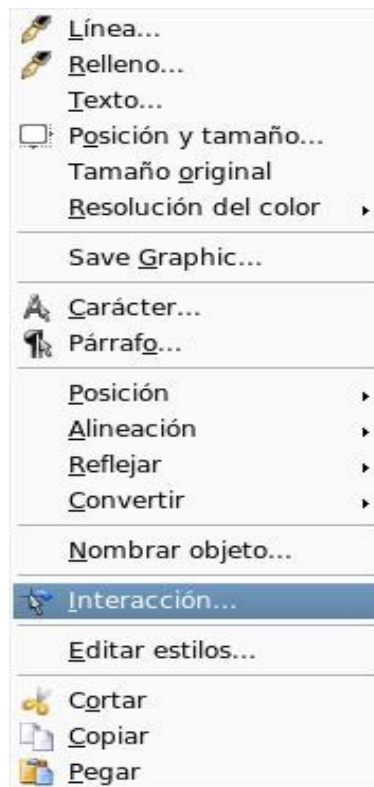 Línea...
Relleno...
Texto...
Posición y tamaño...
Tamaño original
Resolución del color
Save Graphic...
Carácter...
Párrafo...
Posición
Alineación
Reflejar
Convertir
Nombrar objeto...
Interacción...
Editar estilos...
Cortar
Copiar
Pegar